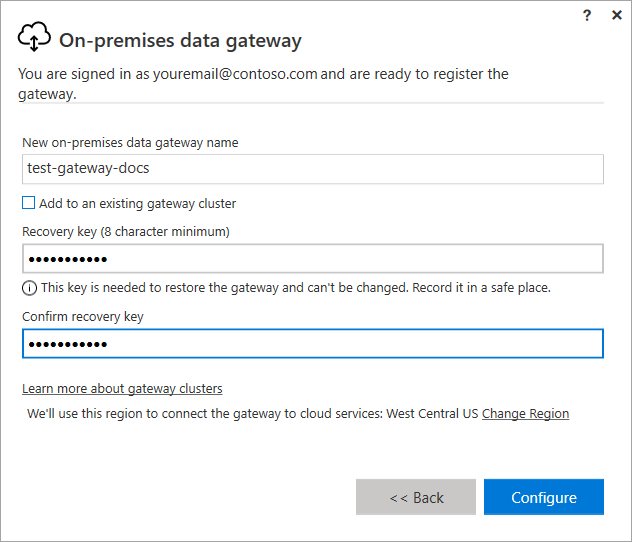 ? ×
On-premises data gateway
You are signed in as youremail@contoso.com and are ready to register the
gateway.
New on-premises data gateway name
test-gateway-docs
Add to an existing gateway cluster
Recovery key (8 character minimum)
●●●●●●●●●●●
This key is needed to restore the gateway and can't be changed. Record it in a safe place.
Confirm recovery key
●●●●●●●●●●●
Learn more about gateway clusters
We'll use this region to connect the gateway to cloud services: West Central US Change Region
<< Back Configure